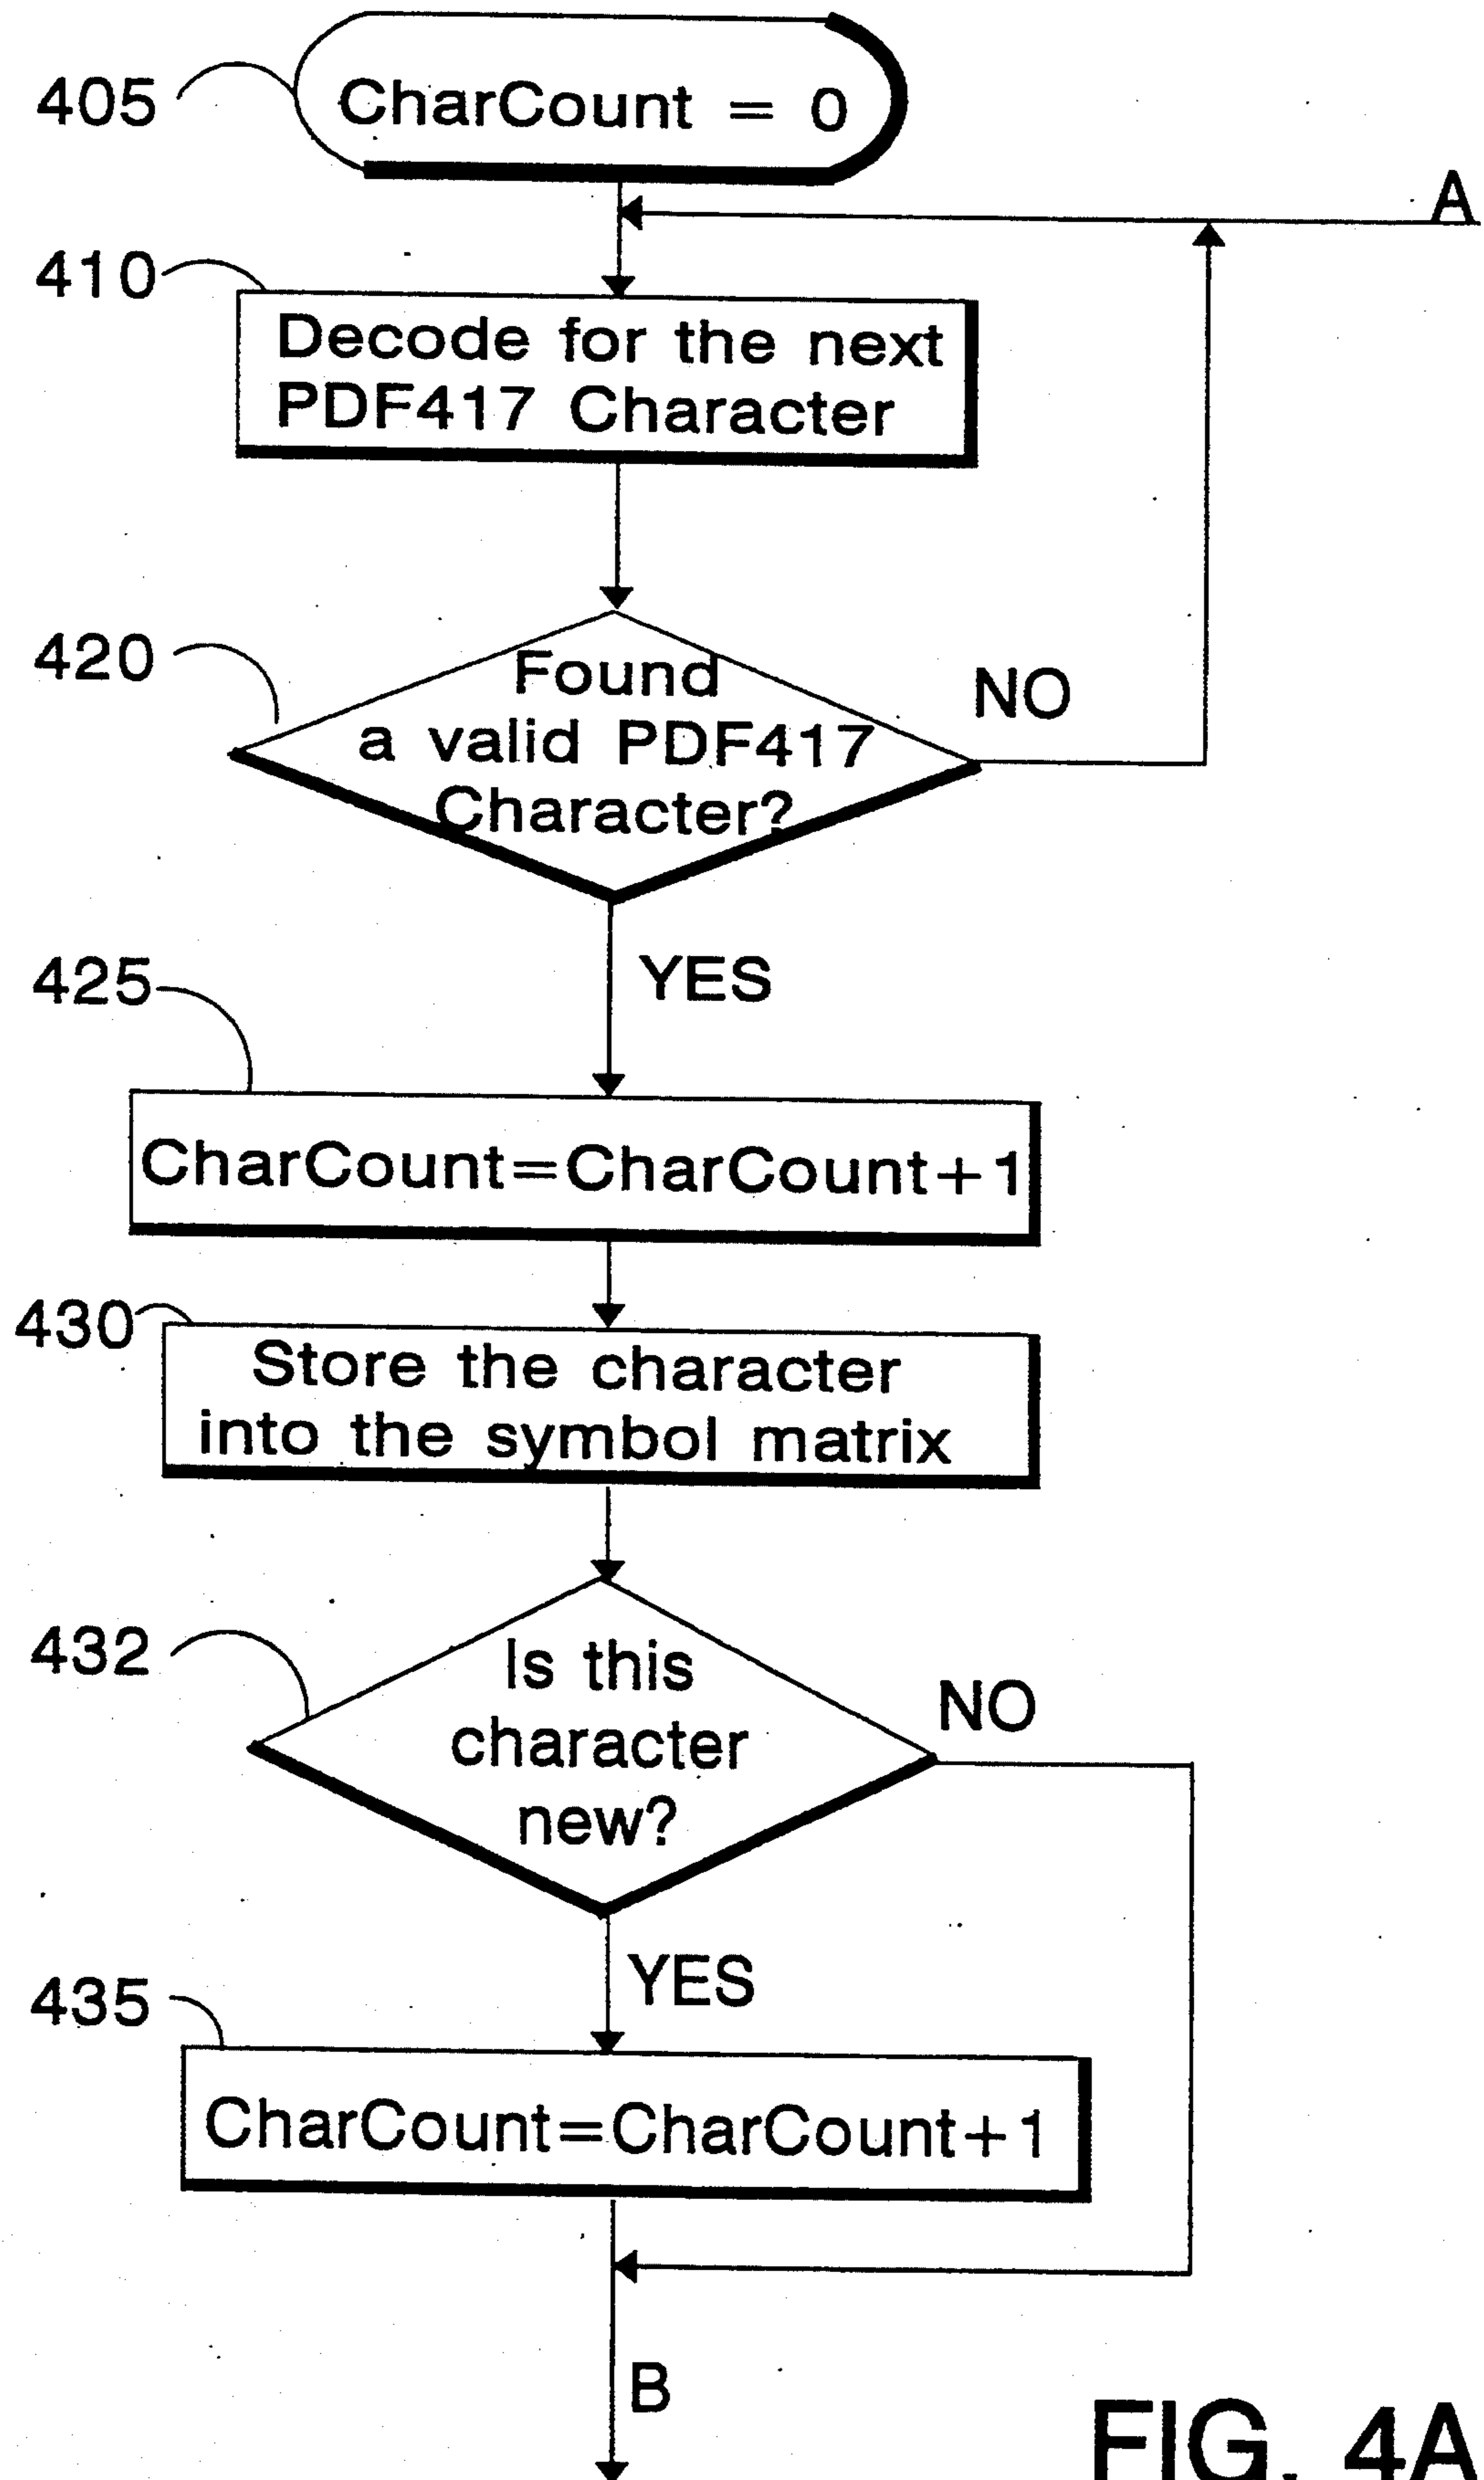 405
CharCount = 0
A
410
Decode for the next
PDF417 Character
420
Found
a valid PDF417
Character?
NO
YES
425
CharCount=CharCount+1
430
Store the character
into the symbol matrix
432
Is this
character
new?
NO
YES
435
CharCount=CharCount+1
B
FIG. 4A